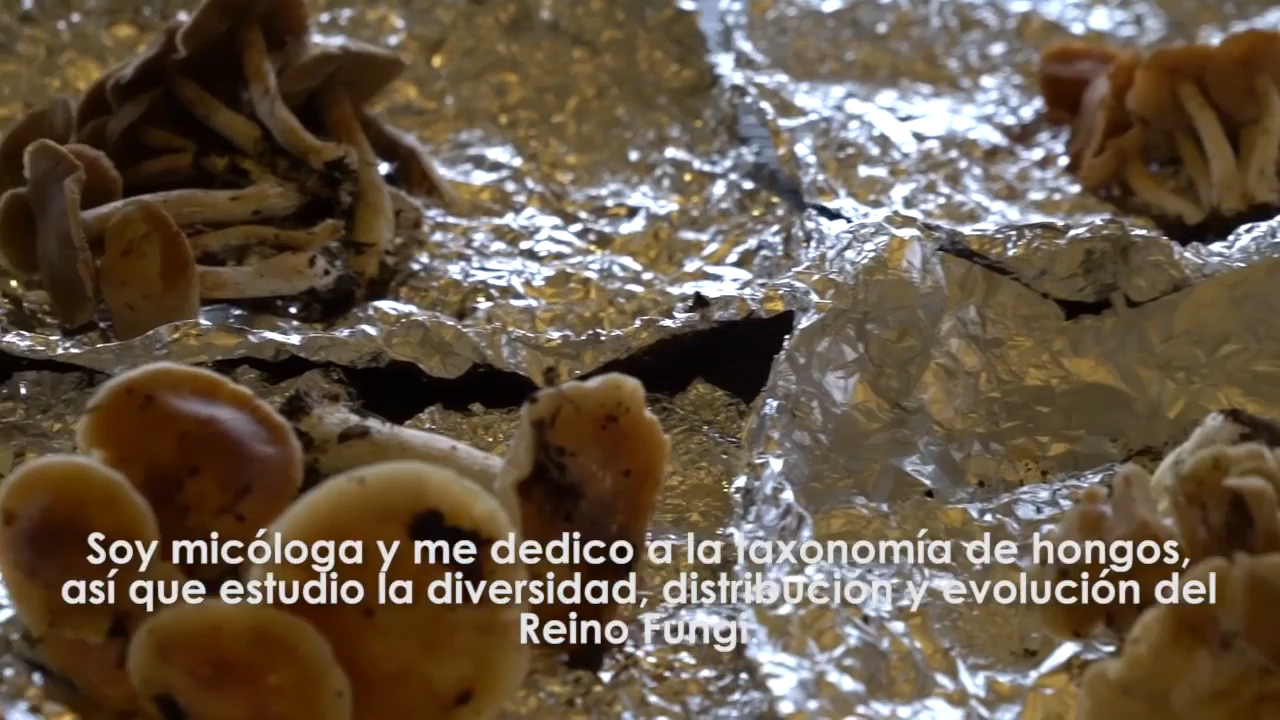 Soy micóloga y me dedico a la taxonomía de hongos,
así que estudio la diversidad, distribución y evolución del
Reino Fungi.